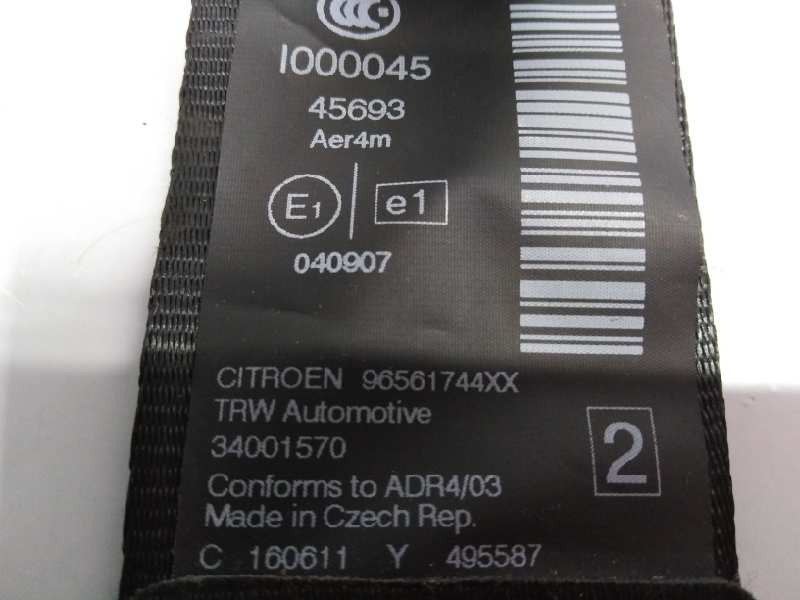 I000045
45693
Aer4m
E1 e1
040907
CITROEN 96561744XX
TRW Automotive
34001570
2
Conforms to ADR4/03
Made in Czech Rep.
C 160611 Y 495587